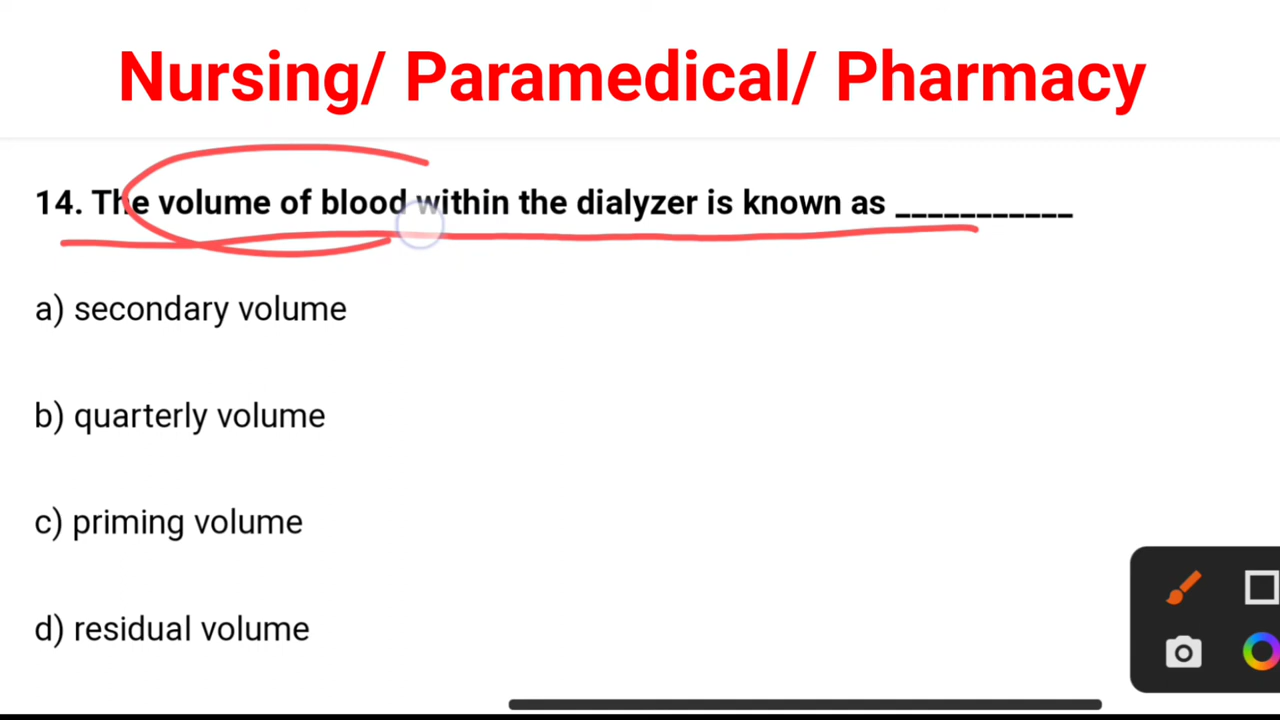 Nursing/ Paramedical/ Pharmacy
14. The volume of blood within the dialyzer is known as ___________
a) secondary volume
b) quarterly volume
c) priming volume
d) residual volume